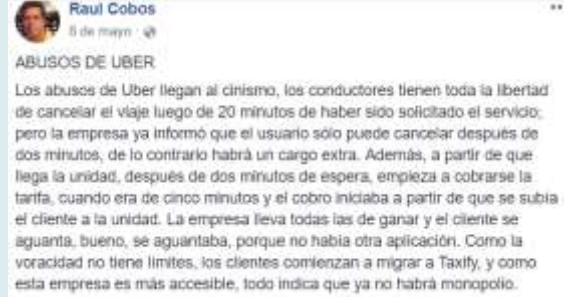 Raul Cobos
8 de mayo ·
ABUSOS DE UBER
Los abusos de Uber llegan al cinismo, los conductores tienen toda la libertad
de cancelar el viaje luego de 20 minutos de haber sido solicitado el servicio;
pero la empresa ya informó que el usuario sólo puede cancelar después de
dos minutos, de lo contrario habrá un cargo extra. Además, a partir de que
llega la unidad, después de dos minutos de espera, empieza a cobrarse la
tarifa, cuando era de cinco minutos y el cobro iniciaba a partir de que se subía
el cliente a la unidad. La empresa lleva todas las de ganar y el cliente se
aguanta, bueno, se aguantaba, porque no había otra aplicación. Como la
voracidad no tiene límites, los clientes comienzan a migrar a Taxify, y como
esta empresa es más accesible, todo indica que ya no habrá monopolio.